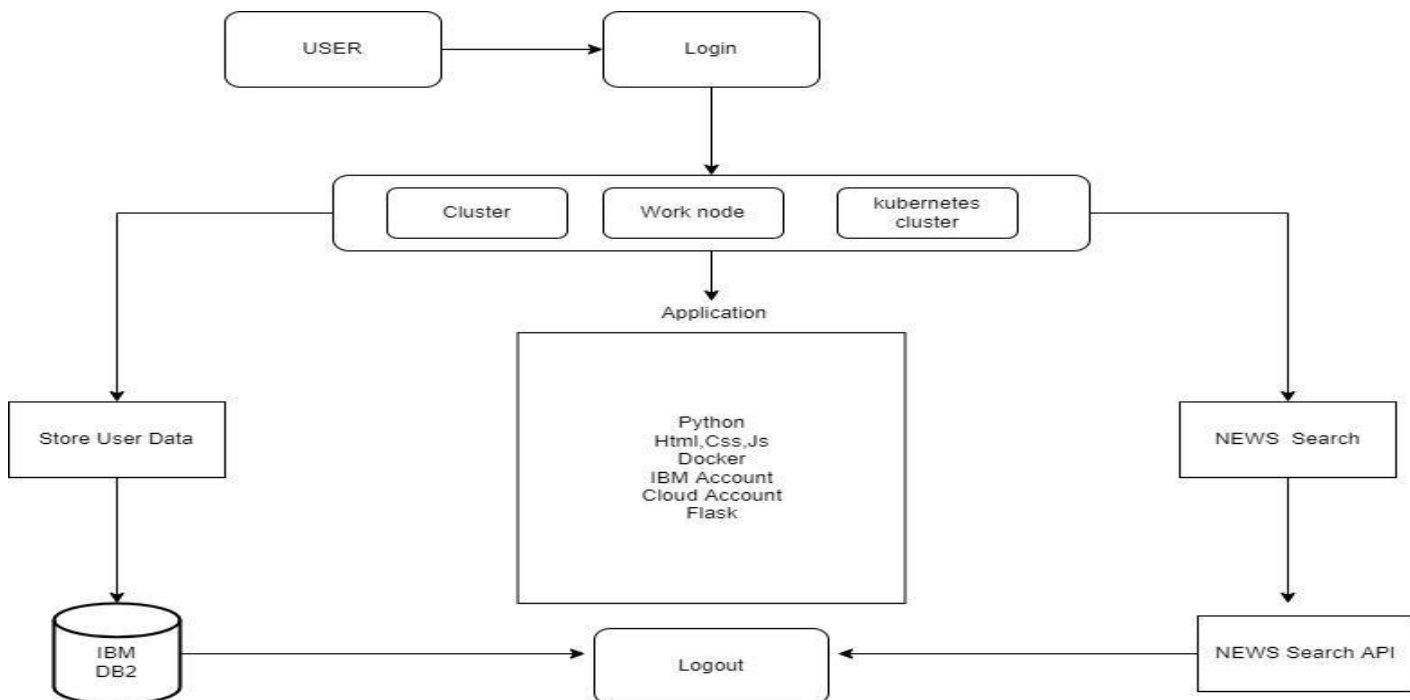 USER
Login
Cluster
Work node
kubernetes
cluster
Application
Python
Html,Css,Js
Docker
IBM Account
Cloud Account
Flask
Store User Data
NEWS Search
IBM
DB2
Logout
NEWS Search API